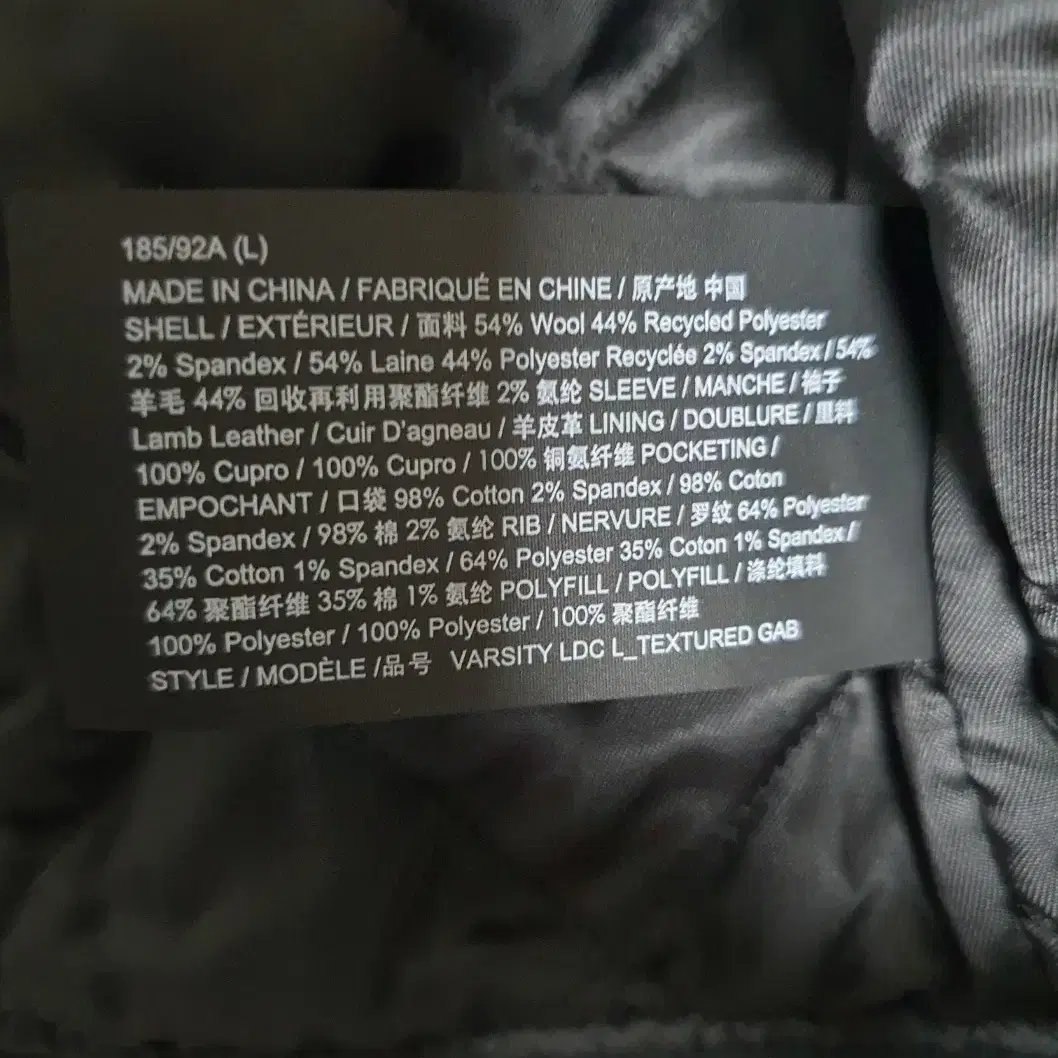 185/92A (L)
MADE IN CHINA / FABRIQUÉ EN CHINE / 原产地 中国
SHELL / EXTÉRIEUR / 面料 54% Wool 44% Recycled Polyester
2% Spandex / 54% Laine 44% Polyester Recyclée 2% Spandex / 54%
羊毛 44% 回收再利用聚酯纤维 2% 氨纶 SLEEVE / MANCHE / 袖子
Lamb Leather / Cuir D'agneau / 羊皮革 LINING / DOUBLURE / 里料
100% Cupro / 100% Cupro / 100% 铜氨纤维 POCKETING /
EMPOCHANT / 口袋 98% Cotton 2% Spandex / 98% Coton
2% Spandex / 98% 棉 2% 氨纶 RIB / NERVURE / 罗纹 64% Polyester
35% Cotton 1% Spandex / 64% Polyester 35% Coton 1% Spandex /
64% 聚酯纤维 35% 棉 1% 氨纶 POLYFILL / POLYFILL / 涤纶填料
100% Polyester / 100% Polyester / 100% 聚酯纤维
STYLE / MODÈLE /品号 VARSITY LDC L_TEXTURED GAB